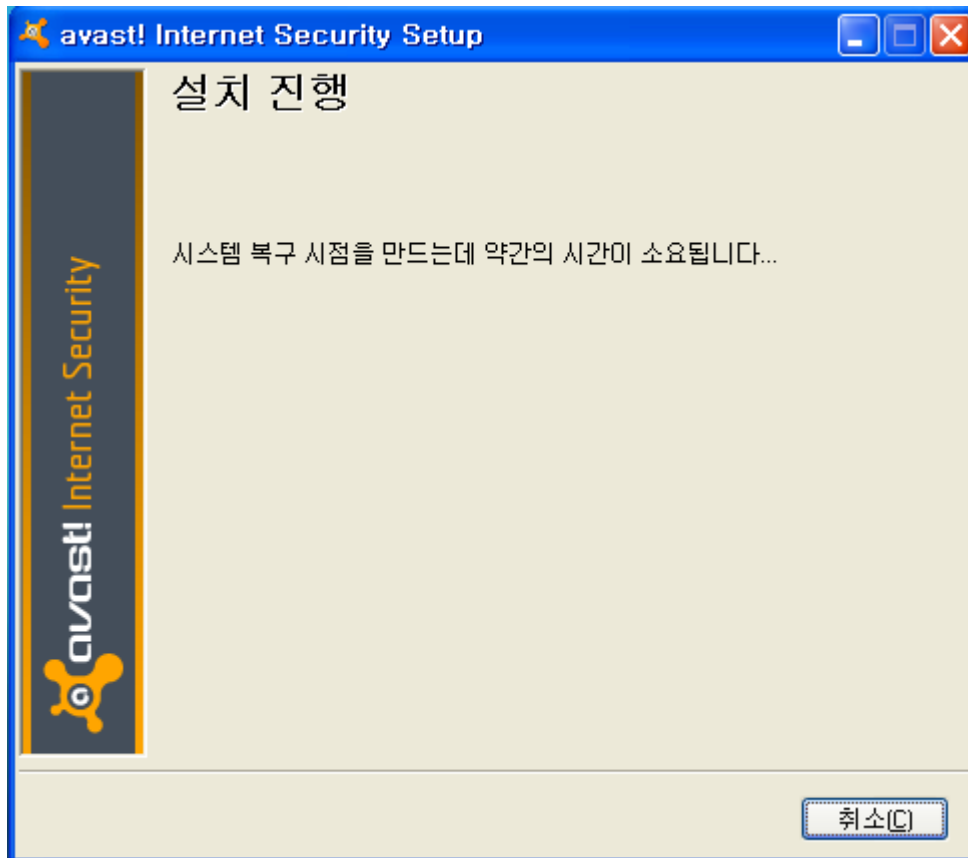 avast! Internet Security Setup
설치 진행
시스템 복구 시점을 만드는데 약간의 시간이 소요됩니다...
avast! Internet Security
취소(C)